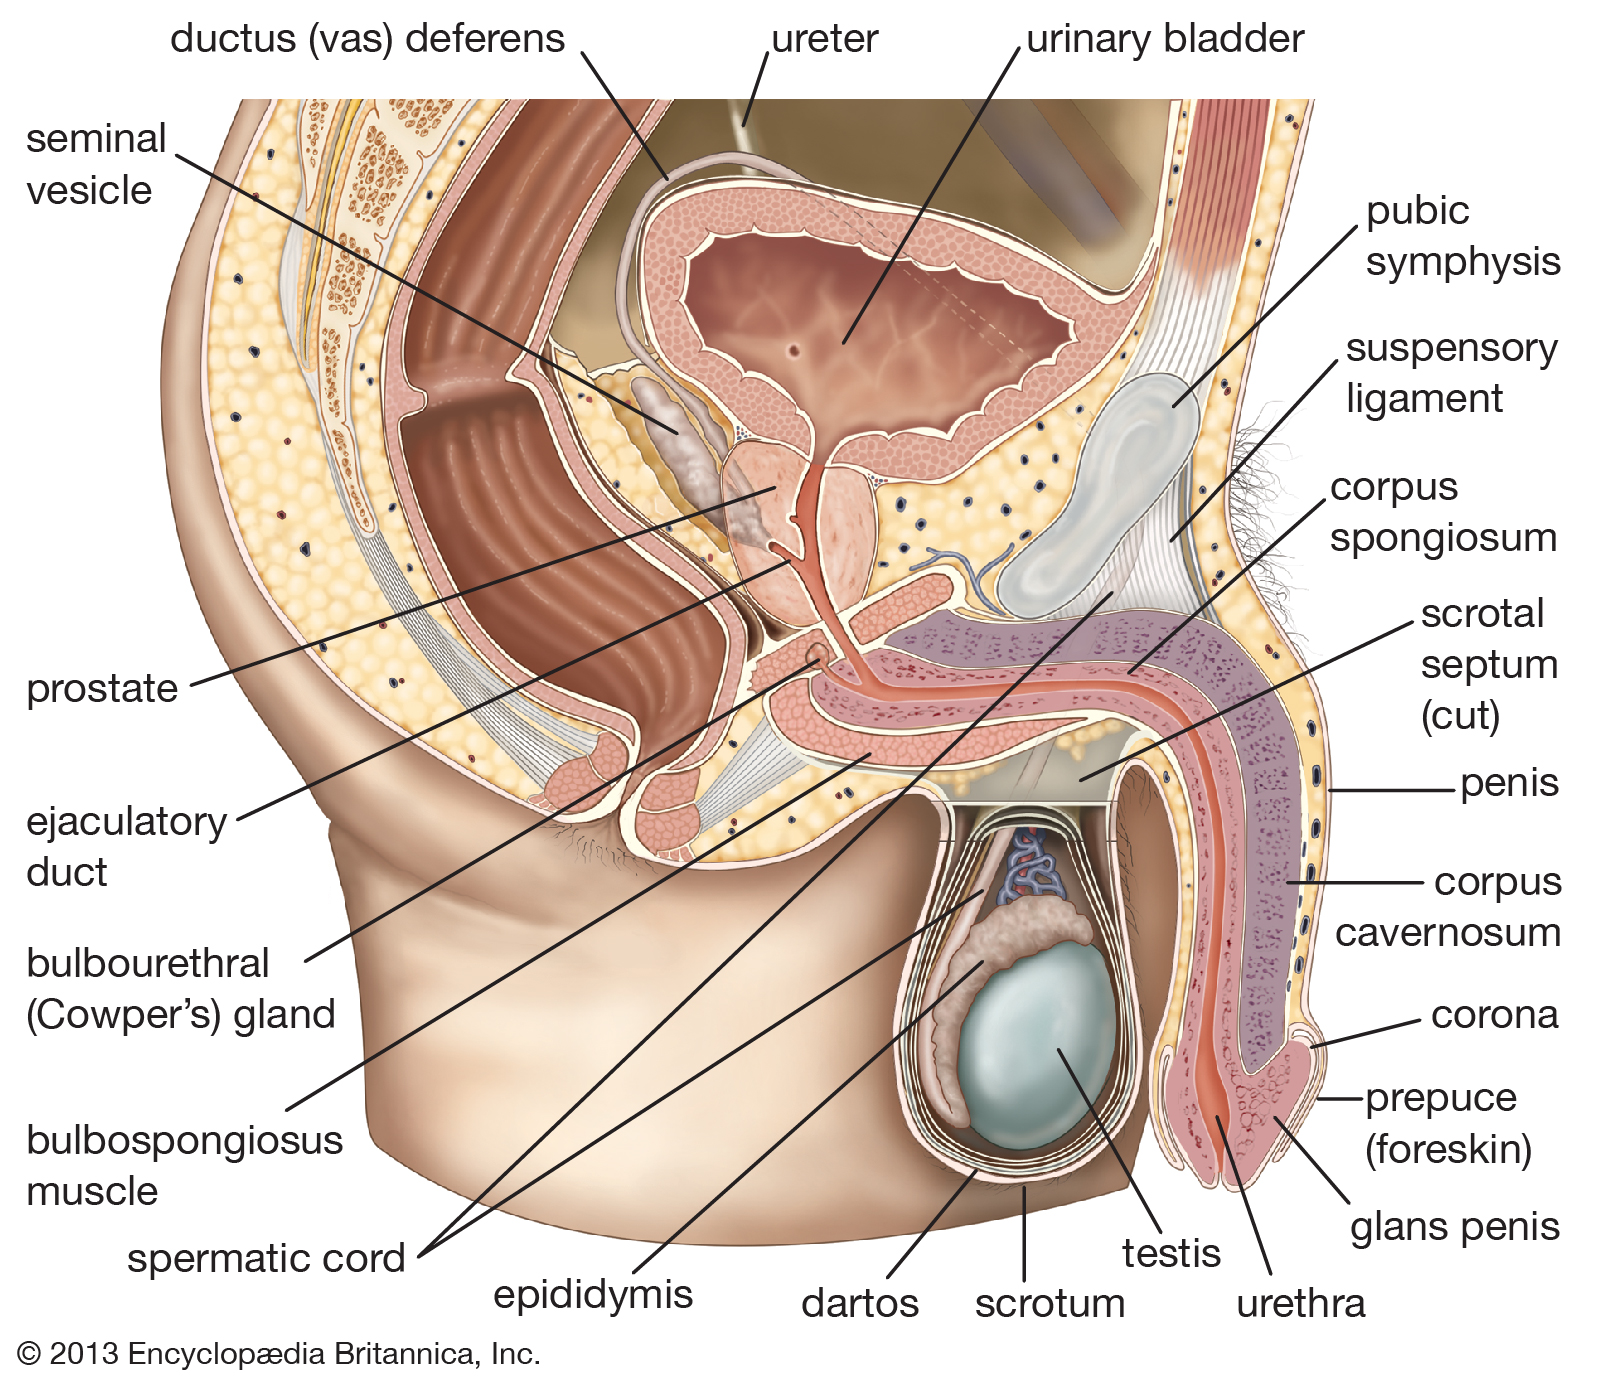 ductus (vas) deferens
ureter
urinary bladder
seminal
vesicle
pubic
symphysis
suspensory
ligament
corpus
spongiosum
scrotal
septum
(cut)
prostate
penis
ejaculatory
duct
corpus
cavernosum
bulbourethral
(Cowper's) gland
corona
prepuce
(foreskin)
bulbospongiosus
muscle
glans penis
spermatic cord
testis
epididymis
dartos
scrotum
urethra
© 2013 Encyclopædia Britannica, Inc.